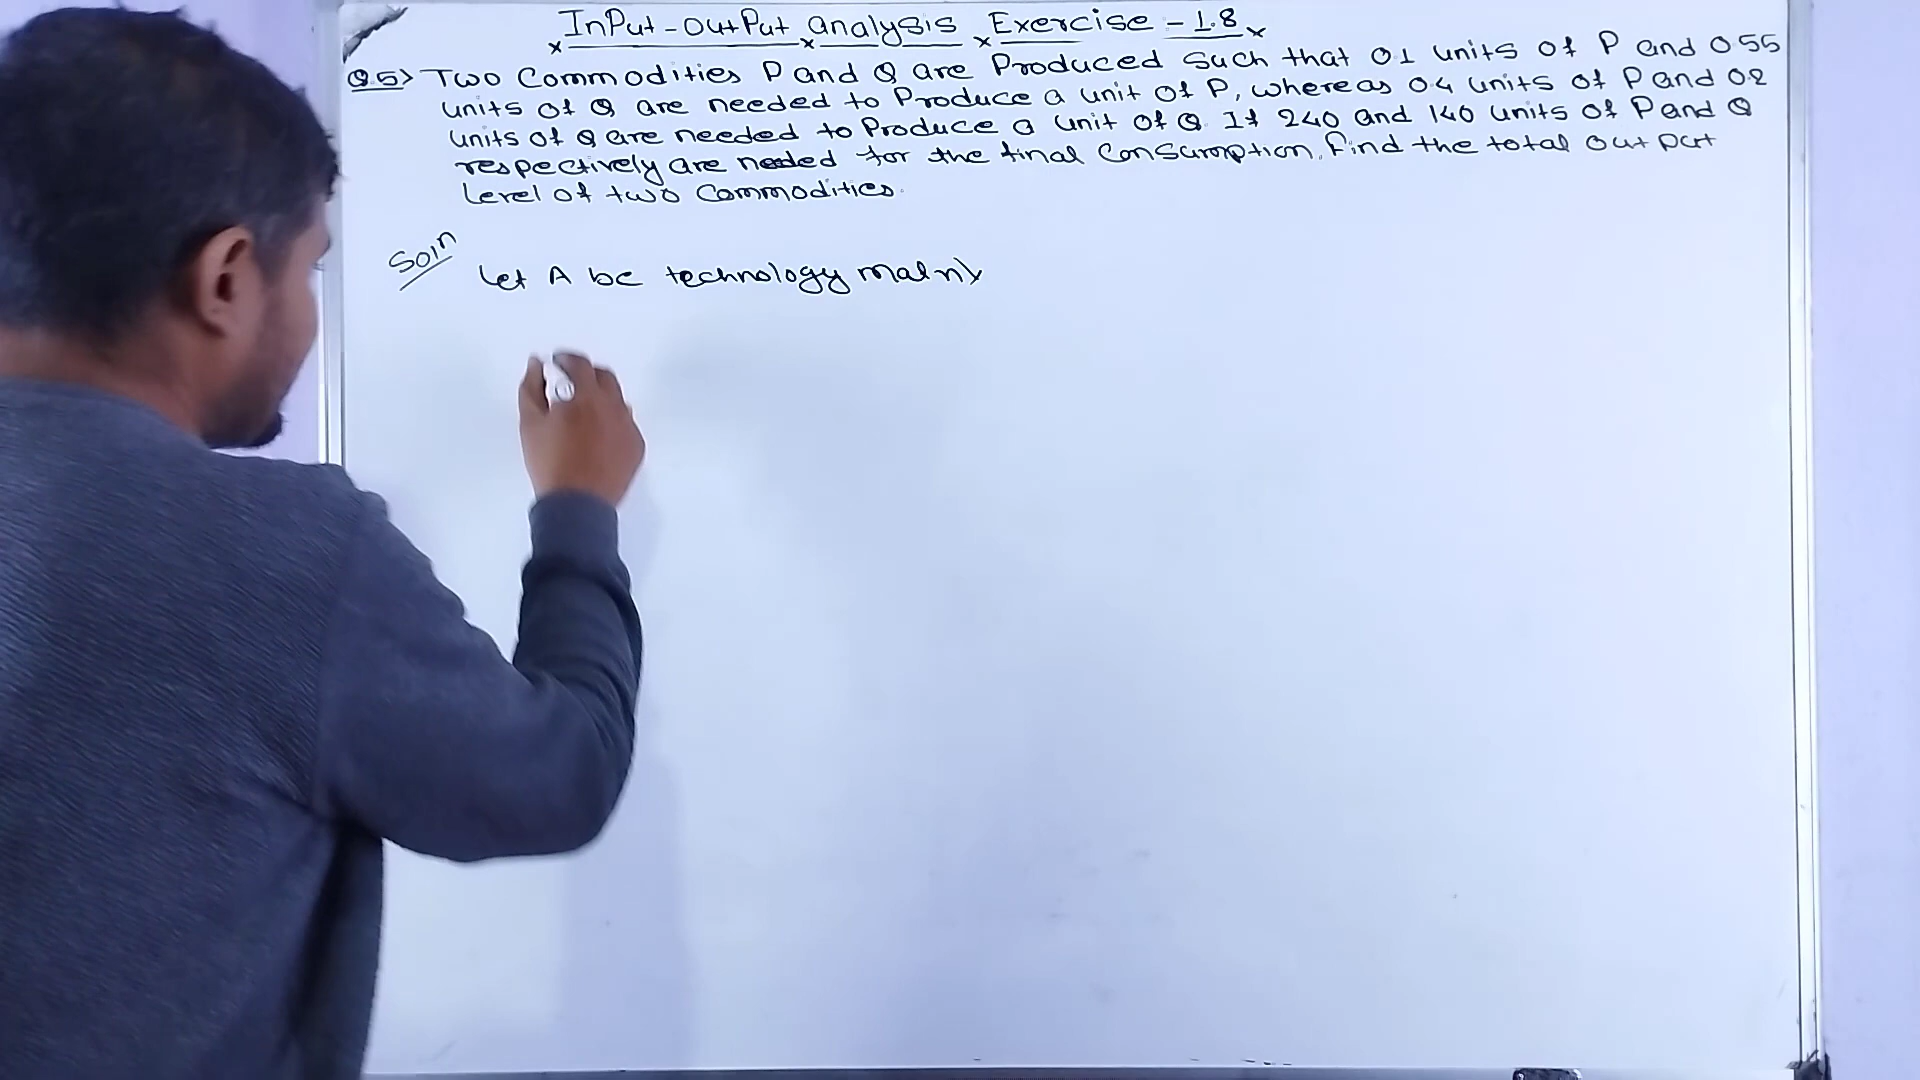 InPut-OutPut analysis Exercise - 1.8
Q.5> Two Commodities P and Q are Produced such that 0.1 units of P and 0.55
units of Q are needed to Produce a unit of P, whereas 0.4 units of P and 0.2
units of Q are needed to Produce a unit of Q. If 240 and 140 units of P and Q
respectively are needed for the final Consumption, Find the total out put
Level of two Commodities.
Soln
Let A be technology matrix